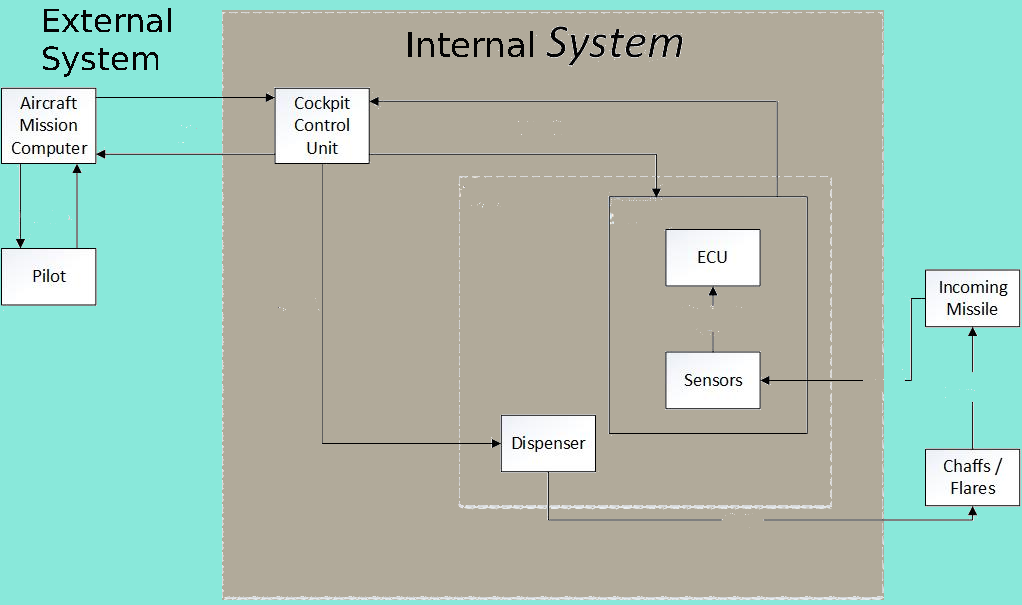 External
System
Internal System
Aircraft
Mission
Computer
Cockpit
Control
Unit
Pilot
ECU
Incoming
Missile
Sensors
Dispenser
Chaffs /
Flares